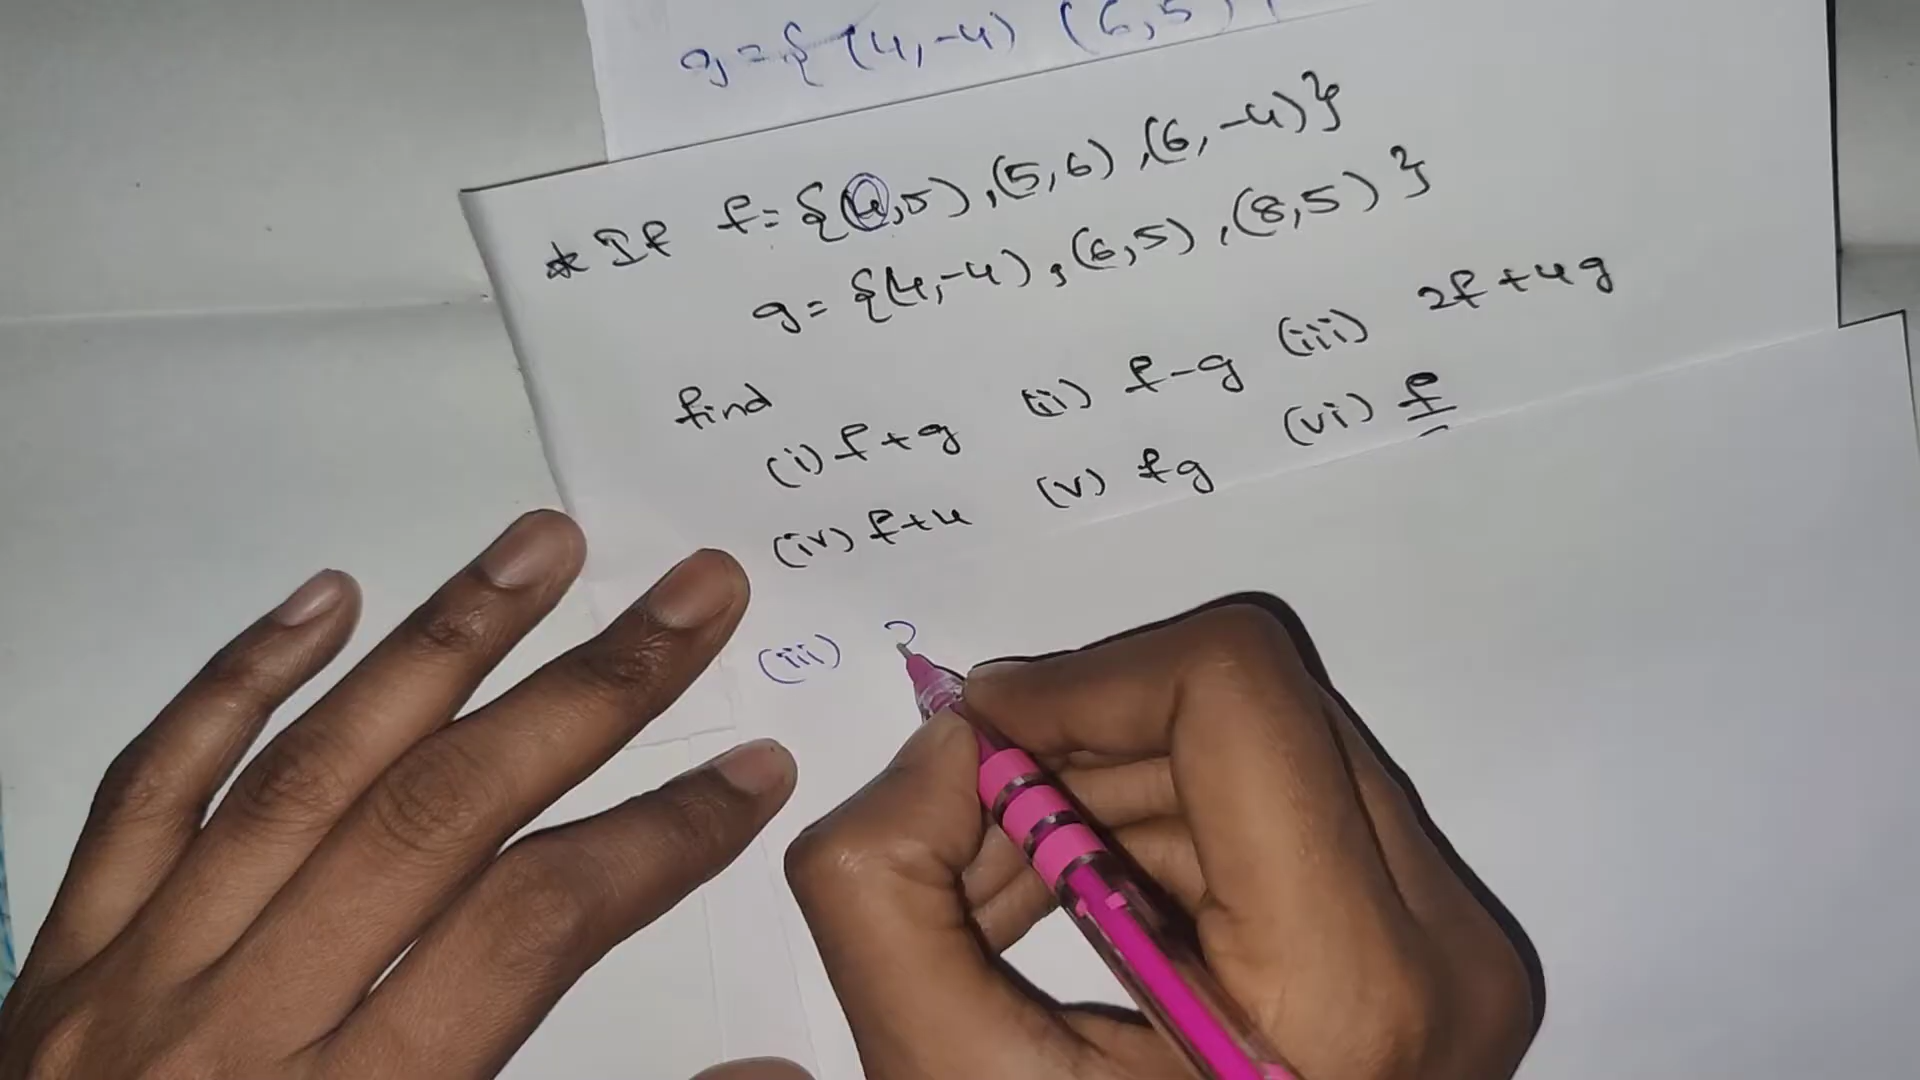 g={(4,-4) (6,5)
* If f={(4,5),(5,6),(6,-4)}
g={(4,-4),(6,5),(8,5)}
find
(i) f+g (ii) f-g (iii) 2f+4g
(iv) f+4 (v) fg (vi) f
(iii) 2